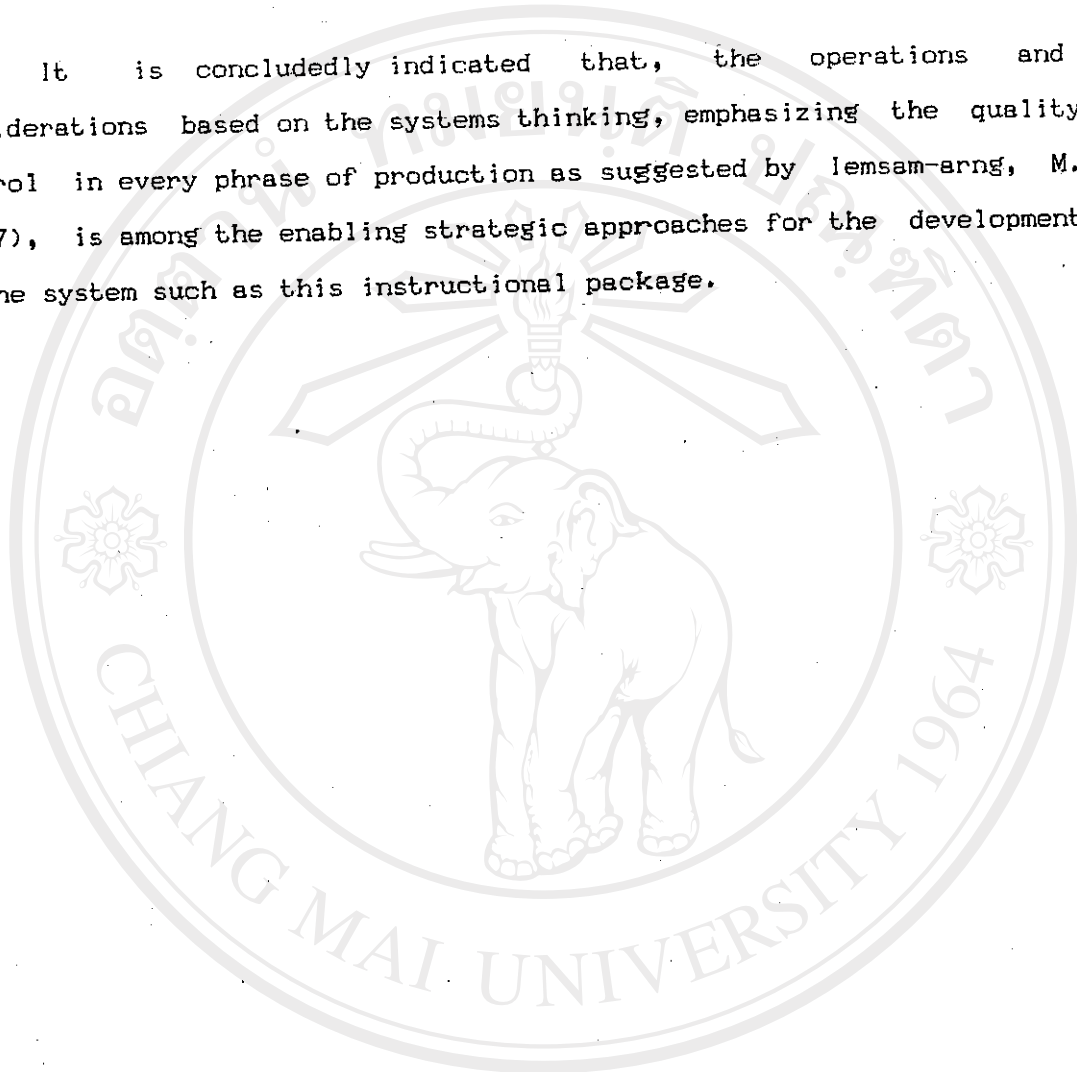 It is concludedly indicated that, the operations and
derations based on the systems thinking, emphasizing the quality
rol in every phrase of production as suggested by Iemsam-arng, M.
7), is among the enabling strategic approaches for the development
ne system such as this instructional package.
CHIANG MAI UNIVERSITY 1964